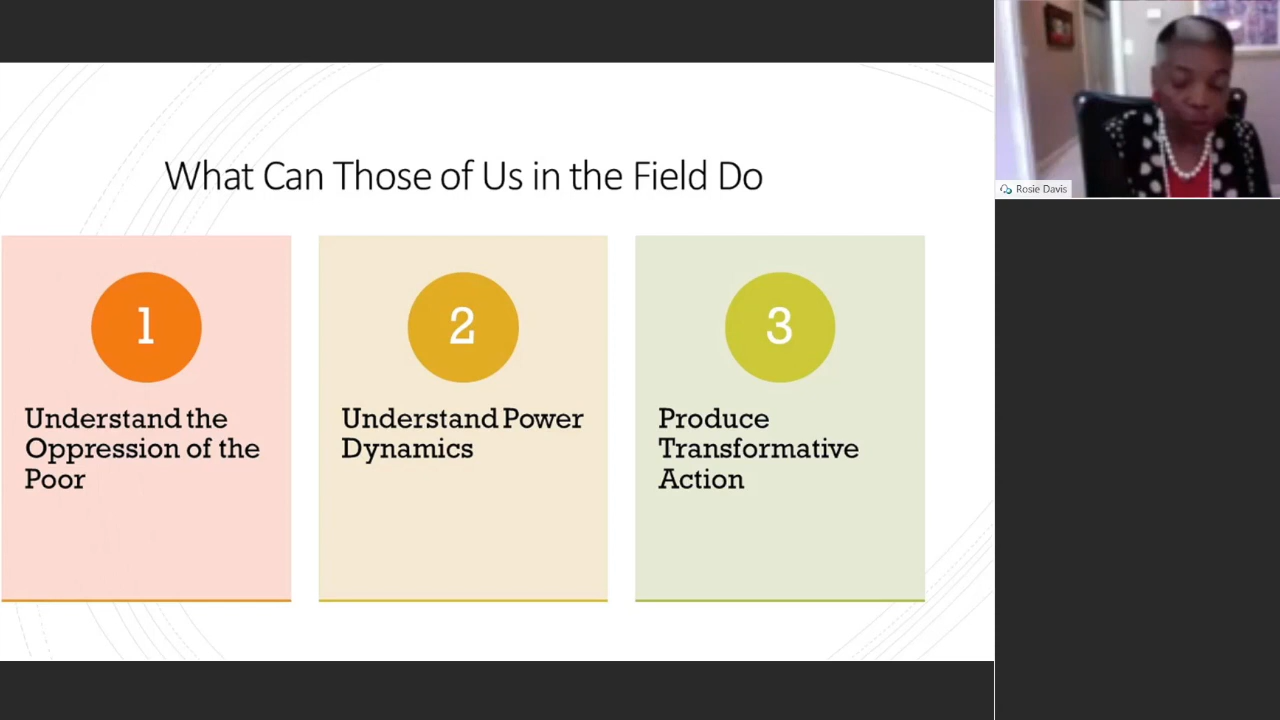 What Can Those of Us in the Field Do
1
Understand the
Oppression of the
Poor
2
Understand Power
Dynamics
3
Produce
Transformative
Action
Rosie Davis